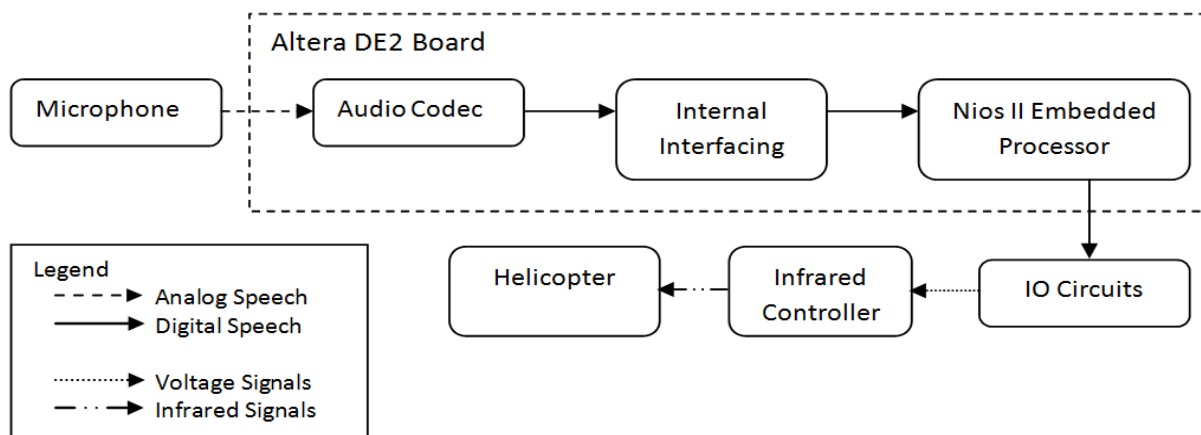 Altera DE2 Board
Microphone
Audio Codec
Internal
Interfacing
Nios II Embedded
Processor
Legend
Analog Speech
Digital Speech
Voltage Signals
Infrared Signals
Helicopter
Infrared
Controller
IO Circuits